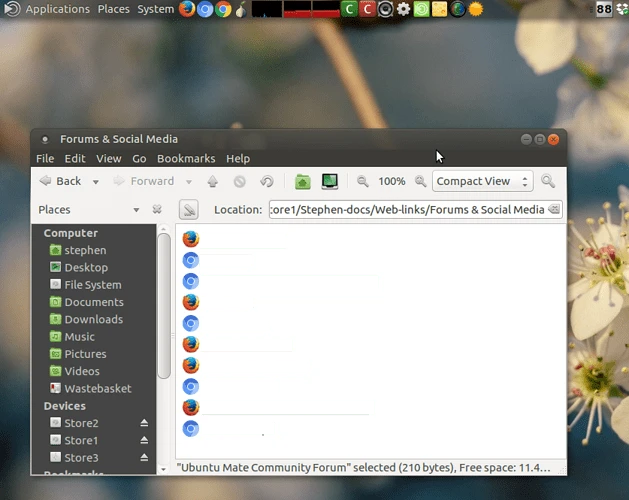 Applications Places System C C 88
Forums & Social Media
File Edit View Go Bookmarks Help
Back Forward 100% Compact View
Places Location: :ore1/Stephen-docs/Web-links/Forums & Social Media
Computer
stephen
Desktop
File System
Documents
Downloads
Music
Pictures
Videos
Wastebasket
Devices
Store2
Store1
Store3
Bookmarks
"Ubuntu Mate Community Forum" selected (210 bytes), Free space: 11.4…